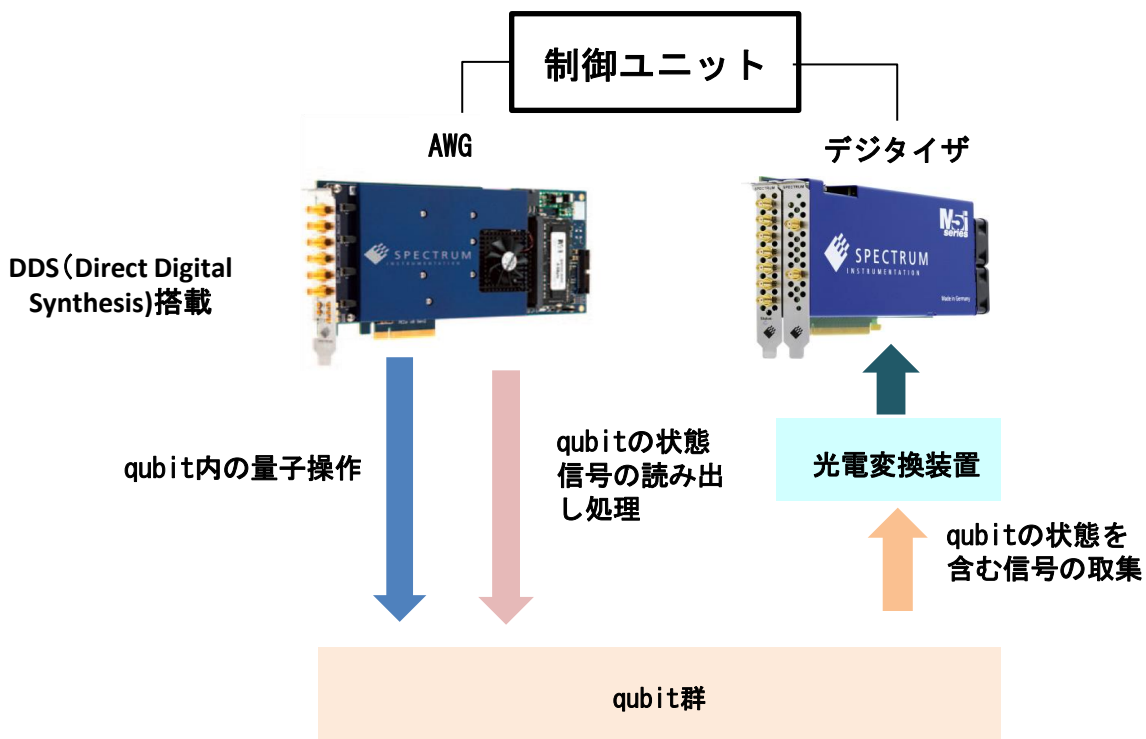 制御ユニット
AWG
デジタイザ
SPECTRUM
INSTRUMENTATION
SPECTRUM
SPECTRUM
M5i
series
SPECTRUM
INSTRUMENTATION
Made in Germany
DDS（Direct Digital
Synthesis)搭載
qubit内の量子操作
qubitの状態
信号の読み出
し処理
光電変換装置
qubitの状態を
含む信号の取集
qubit群